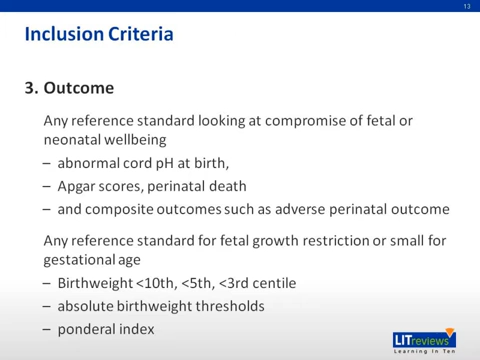 13
Inclusion Criteria
3. Outcome
Any reference standard looking at compromise of fetal or
neonatal wellbeing
– abnormal cord pH at birth,
– Apgar scores, perinatal death
– and composite outcomes such as adverse perinatal outcome
Any reference standard for fetal growth restriction or small for
gestational age
– Birthweight <10th, <5th, <3rd centile
– absolute birthweight thresholds
– ponderal index
LITreviews
Learning In Ten